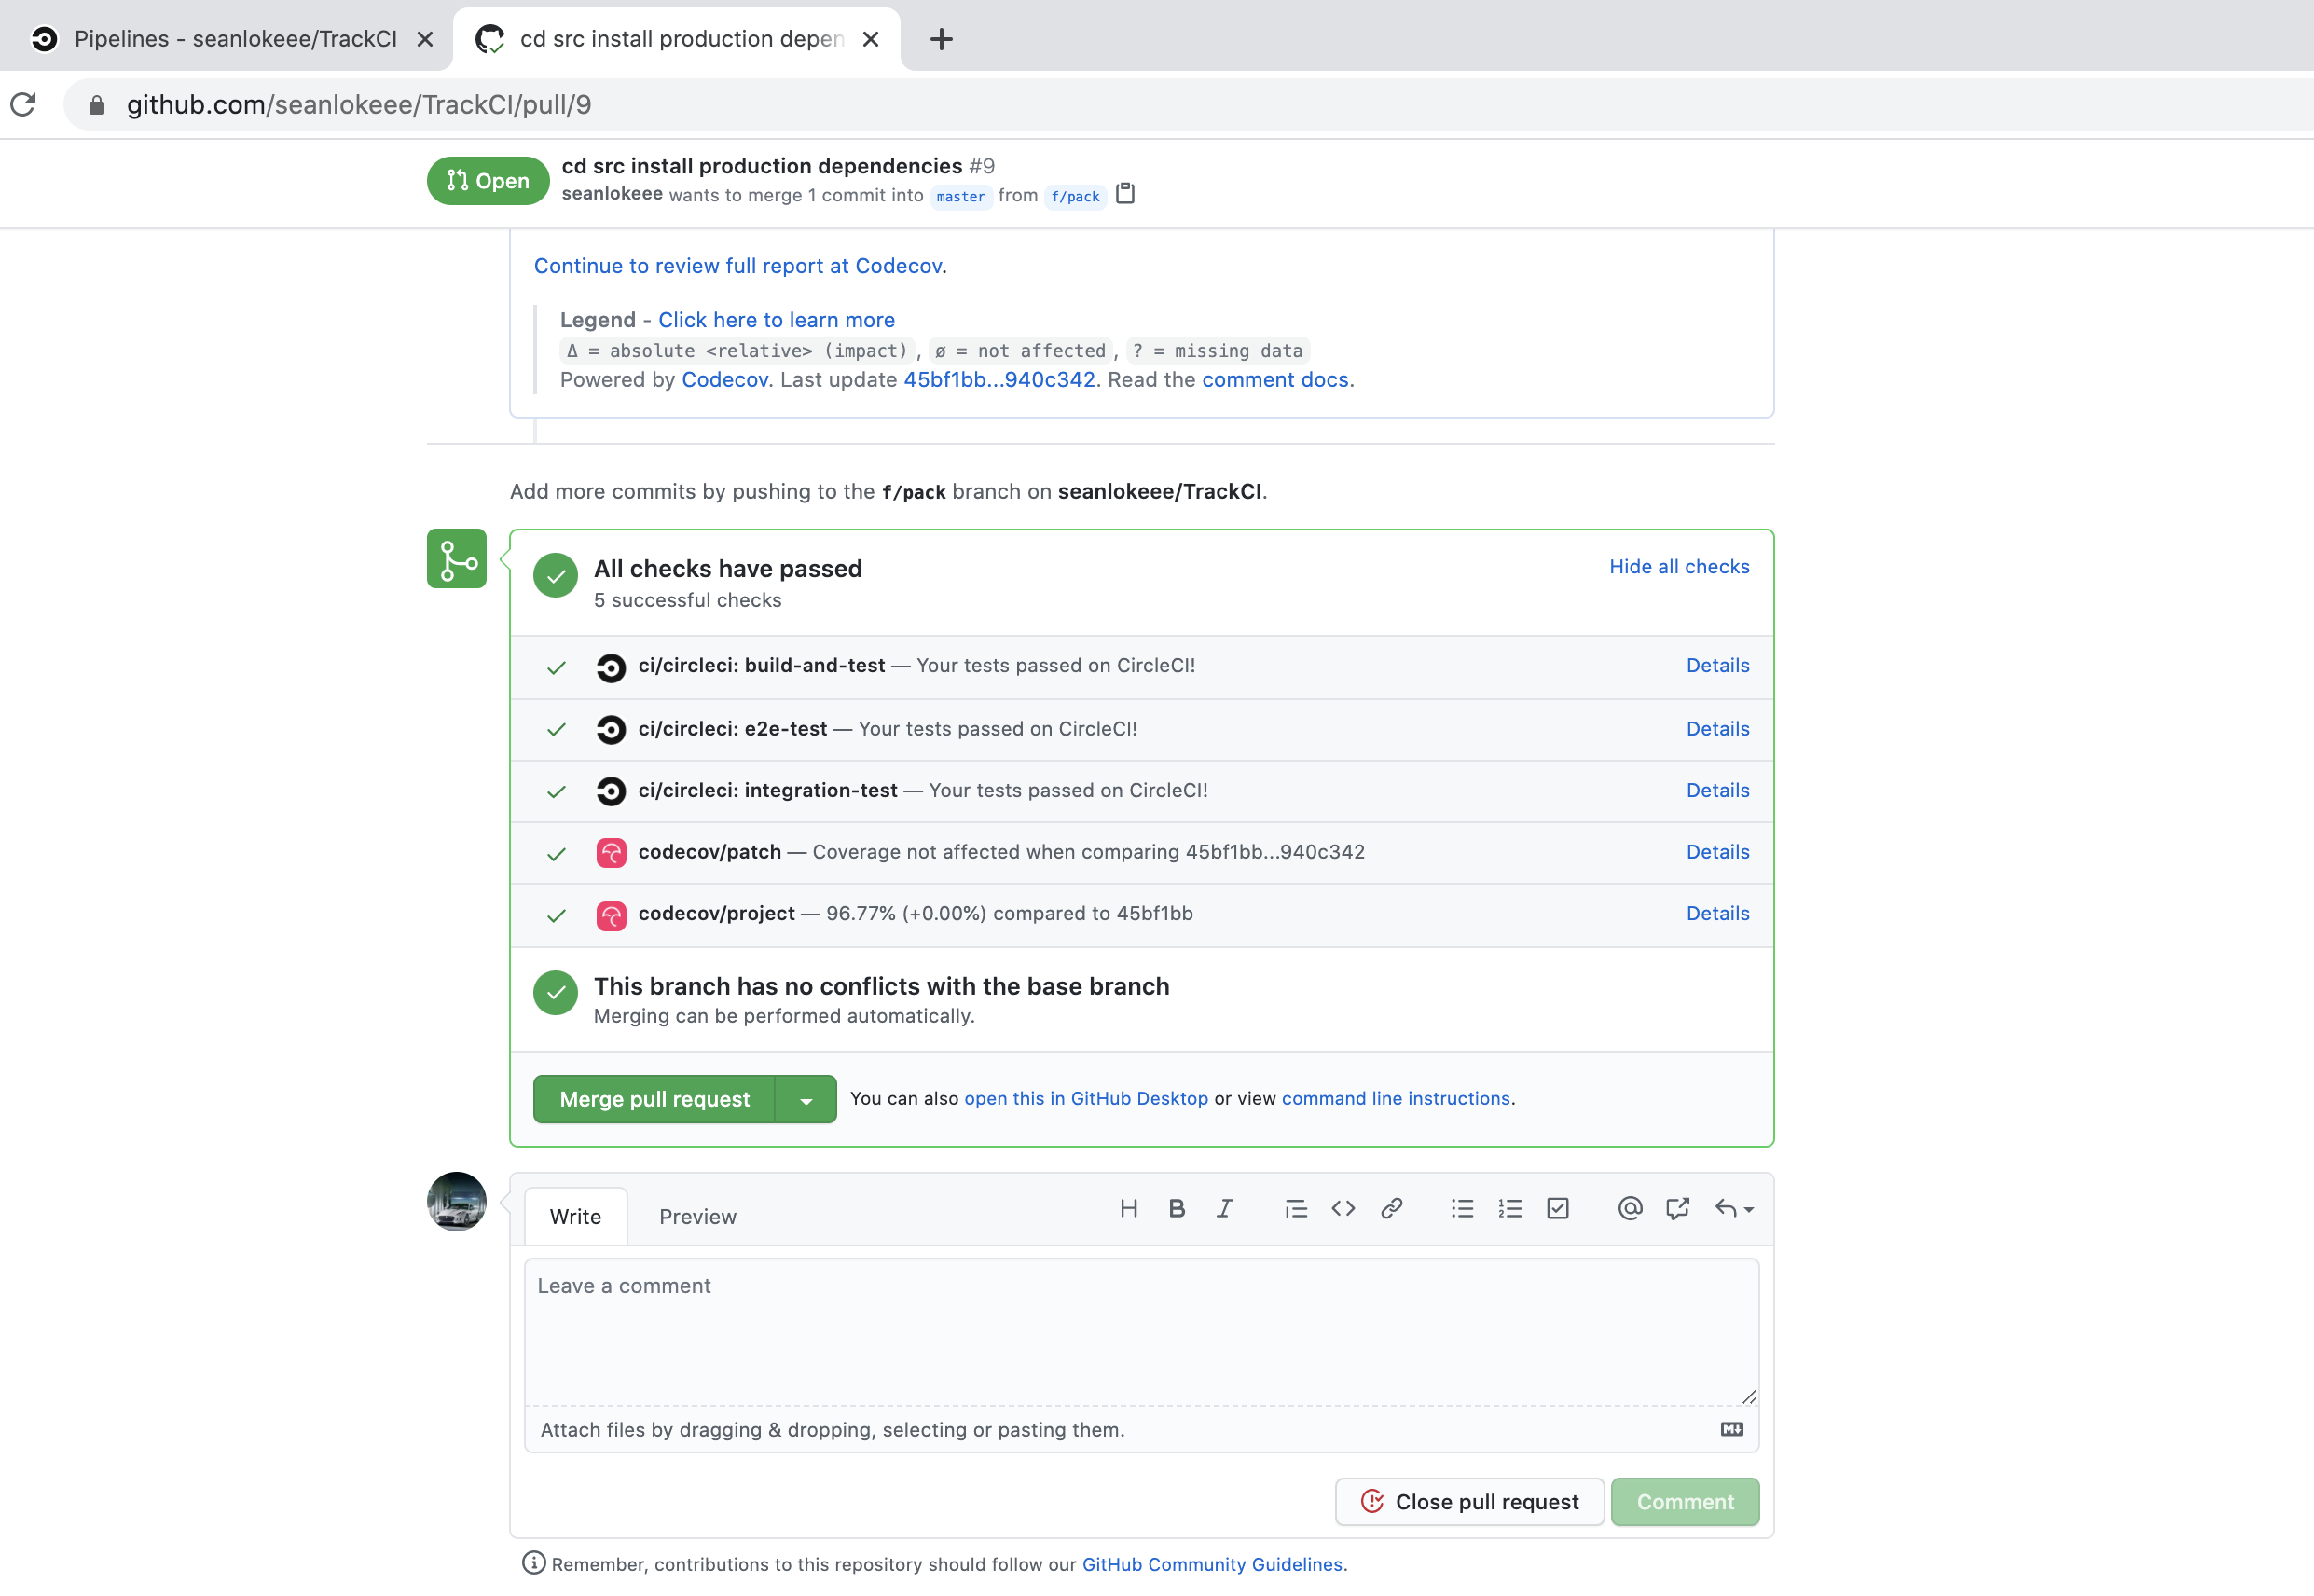 Pipelines - seanlokeee/TrackCI
cd src install production depen
github.com/seanlokeee/TrackCI/pull/9
Open
cd src install production dependencies #9
seanlokeee wants to merge 1 commit into master from f/pack
Continue to review full report at Codecov.
Legend - Click here to learn more
Δ = absolute <relative> (impact), ø = not affected, ? = missing data
Powered by Codecov. Last update 45bf1bb...940c342. Read the comment docs.
Add more commits by pushing to the f/pack branch on seanlokeee/TrackCI.
All checks have passed
Hide all checks
5 successful checks
ci/circleci: build-and-test — Your tests passed on CircleCI!
Details
ci/circleci: e2e-test — Your tests passed on CircleCI!
Details
ci/circleci: integration-test — Your tests passed on CircleCI!
Details
codecov/patch — Coverage not affected when comparing 45bf1bb...940c342
Details
codecov/project — 96.77% (+0.00%) compared to 45bf1bb
Details
This branch has no conflicts with the base branch
Merging can be performed automatically.
Merge pull request
You can also open this in GitHub Desktop or view command line instructions.
Write
Preview
Leave a comment
Attach files by dragging & dropping, selecting or pasting them.
Close pull request
Comment
Remember, contributions to this repository should follow our GitHub Community Guidelines.